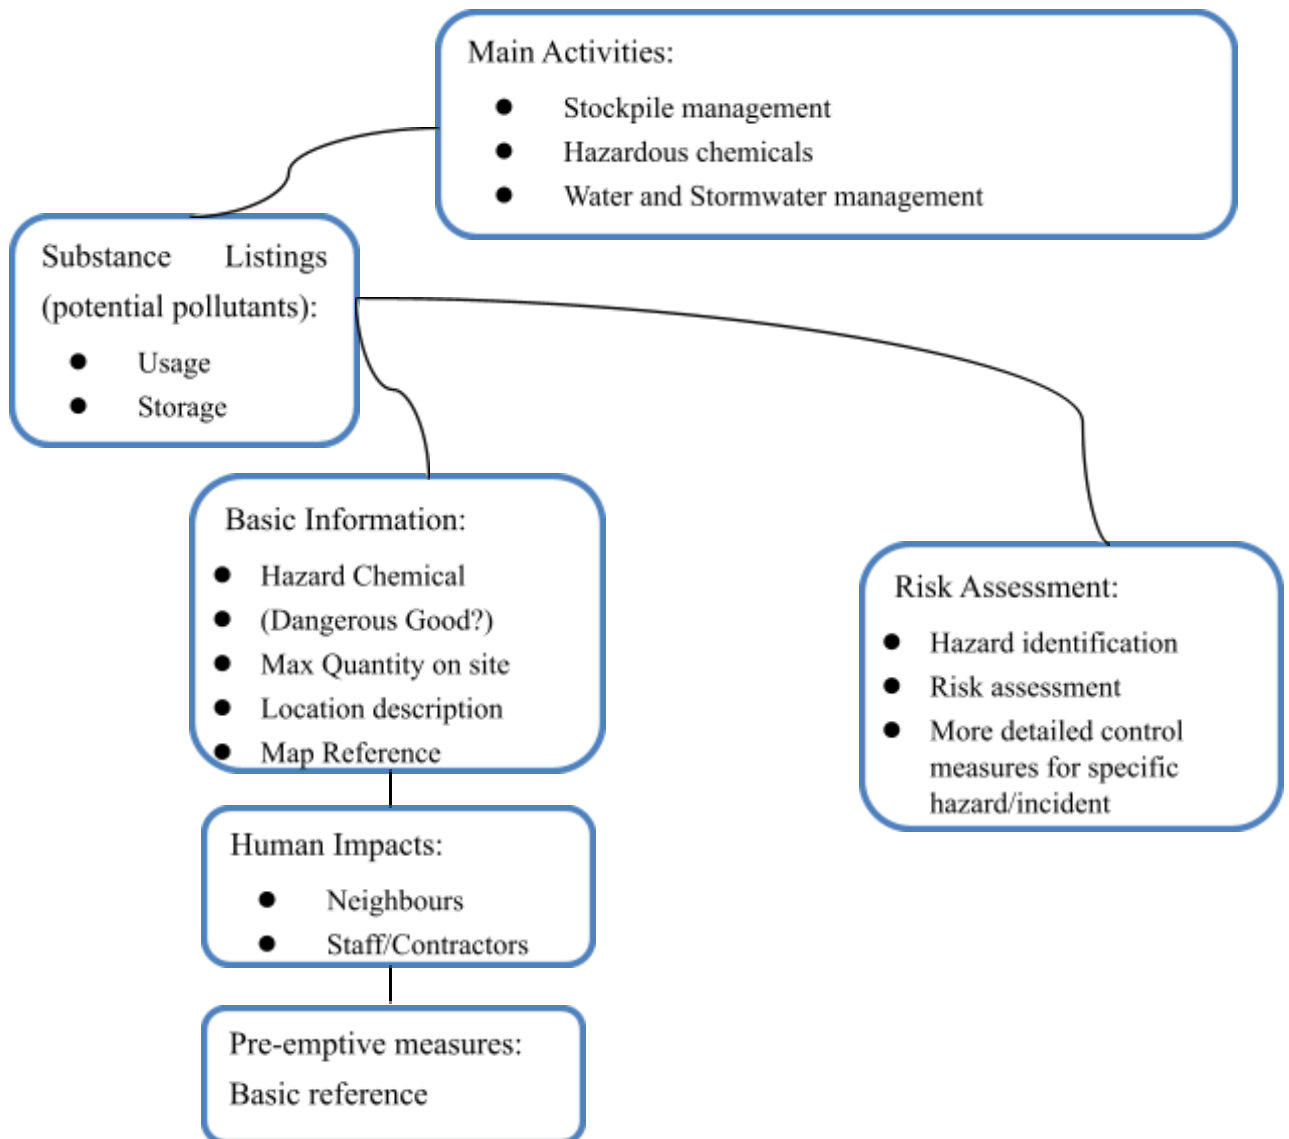 Main Activities:
● Stockpile management
● Hazardous chemicals
● Water and Stormwater management
Substance Listings
(potential pollutants):
● Usage
● Storage
Basic Information:
● Hazard Chemical
● (Dangerous Good?)
● Max Quantity on site
● Location description
● Map Reference
Risk Assessment:
● Hazard identification
● Risk assessment
● More detailed control
measures for specific
hazard/incident
Human Impacts:
● Neighbours
● Staff/Contractors
Pre-emptive measures:
Basic reference